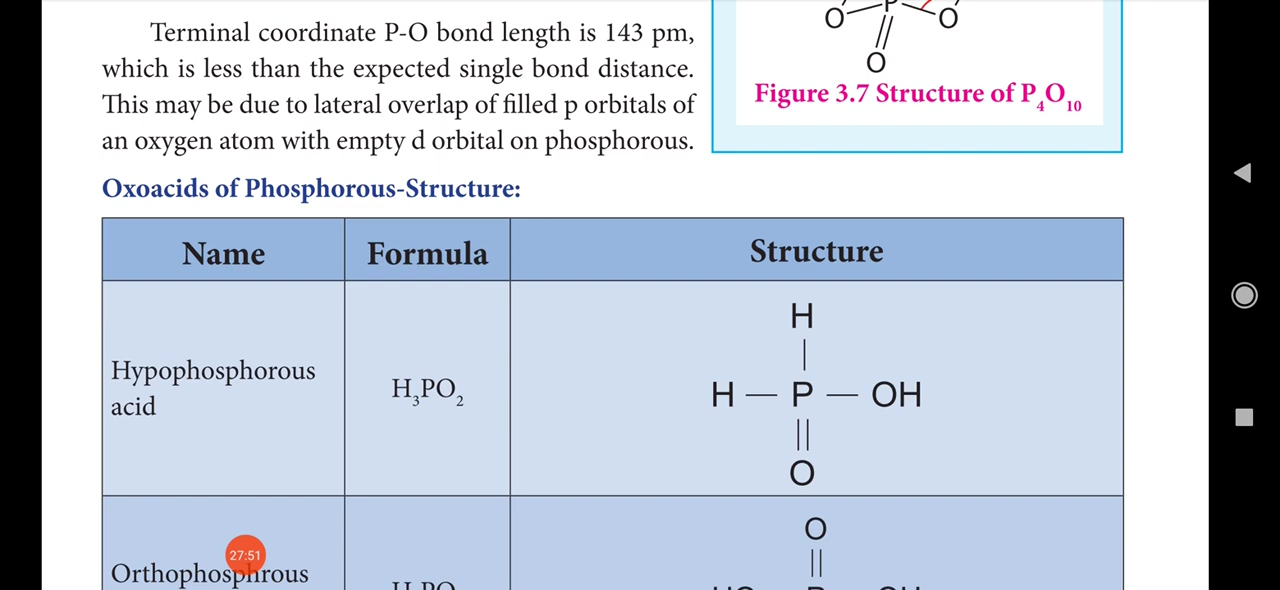 Terminal coordinate P-O bond length is 143 pm,
which is less than the expected single bond distance.
This may be due to lateral overlap of filled p orbitals of
an oxygen atom with empty d orbital on phosphorous.
O P O
O
Figure 3.7 Structure of P₄O₁₀
Oxoacids of Phosphorous-Structure:
Name Formula Structure
H
Hypophosphorous
acid
H₃PO₂
H — P — OH
O
O
27:51
Orthophosphrous